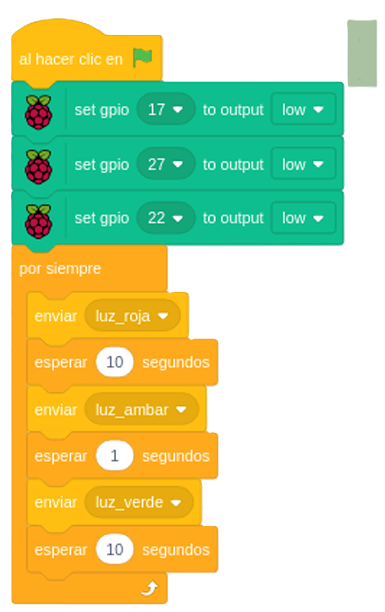 al hacer clic en
set gpio 17 to output low
set gpio 27 to output low
set gpio 22 to output low
por siempre
enviar luz_roja
esperar 10 segundos
enviar luz_ambar
esperar 1 segundos
enviar luz_verde
esperar 10 segundos